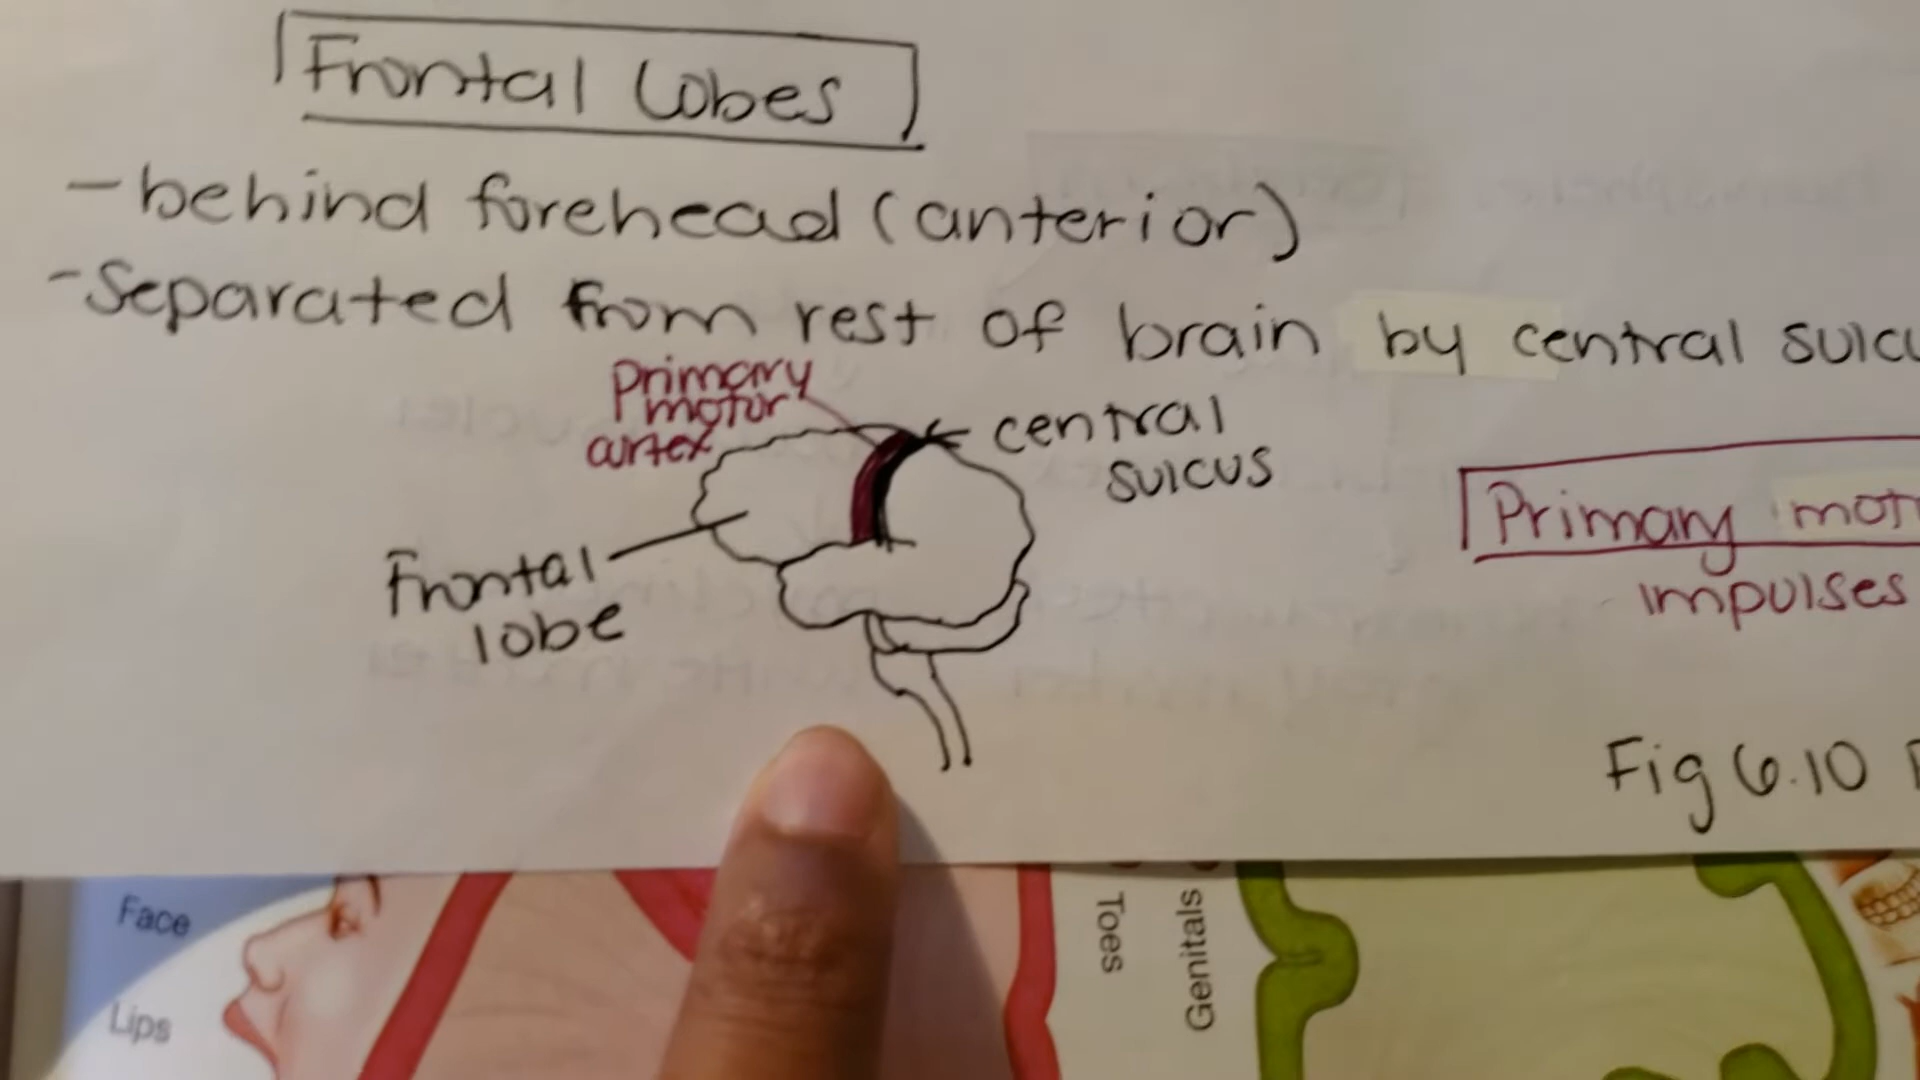 Frontal Lobes
- behind forehead (anterior)
- Separated from rest of brain by central sulcu
Primary
motor
cortex
central
sulcus
Frontal
lobe
Primary mot
impulses
Fig 6.10
Face
Lips
Toes
Genitals